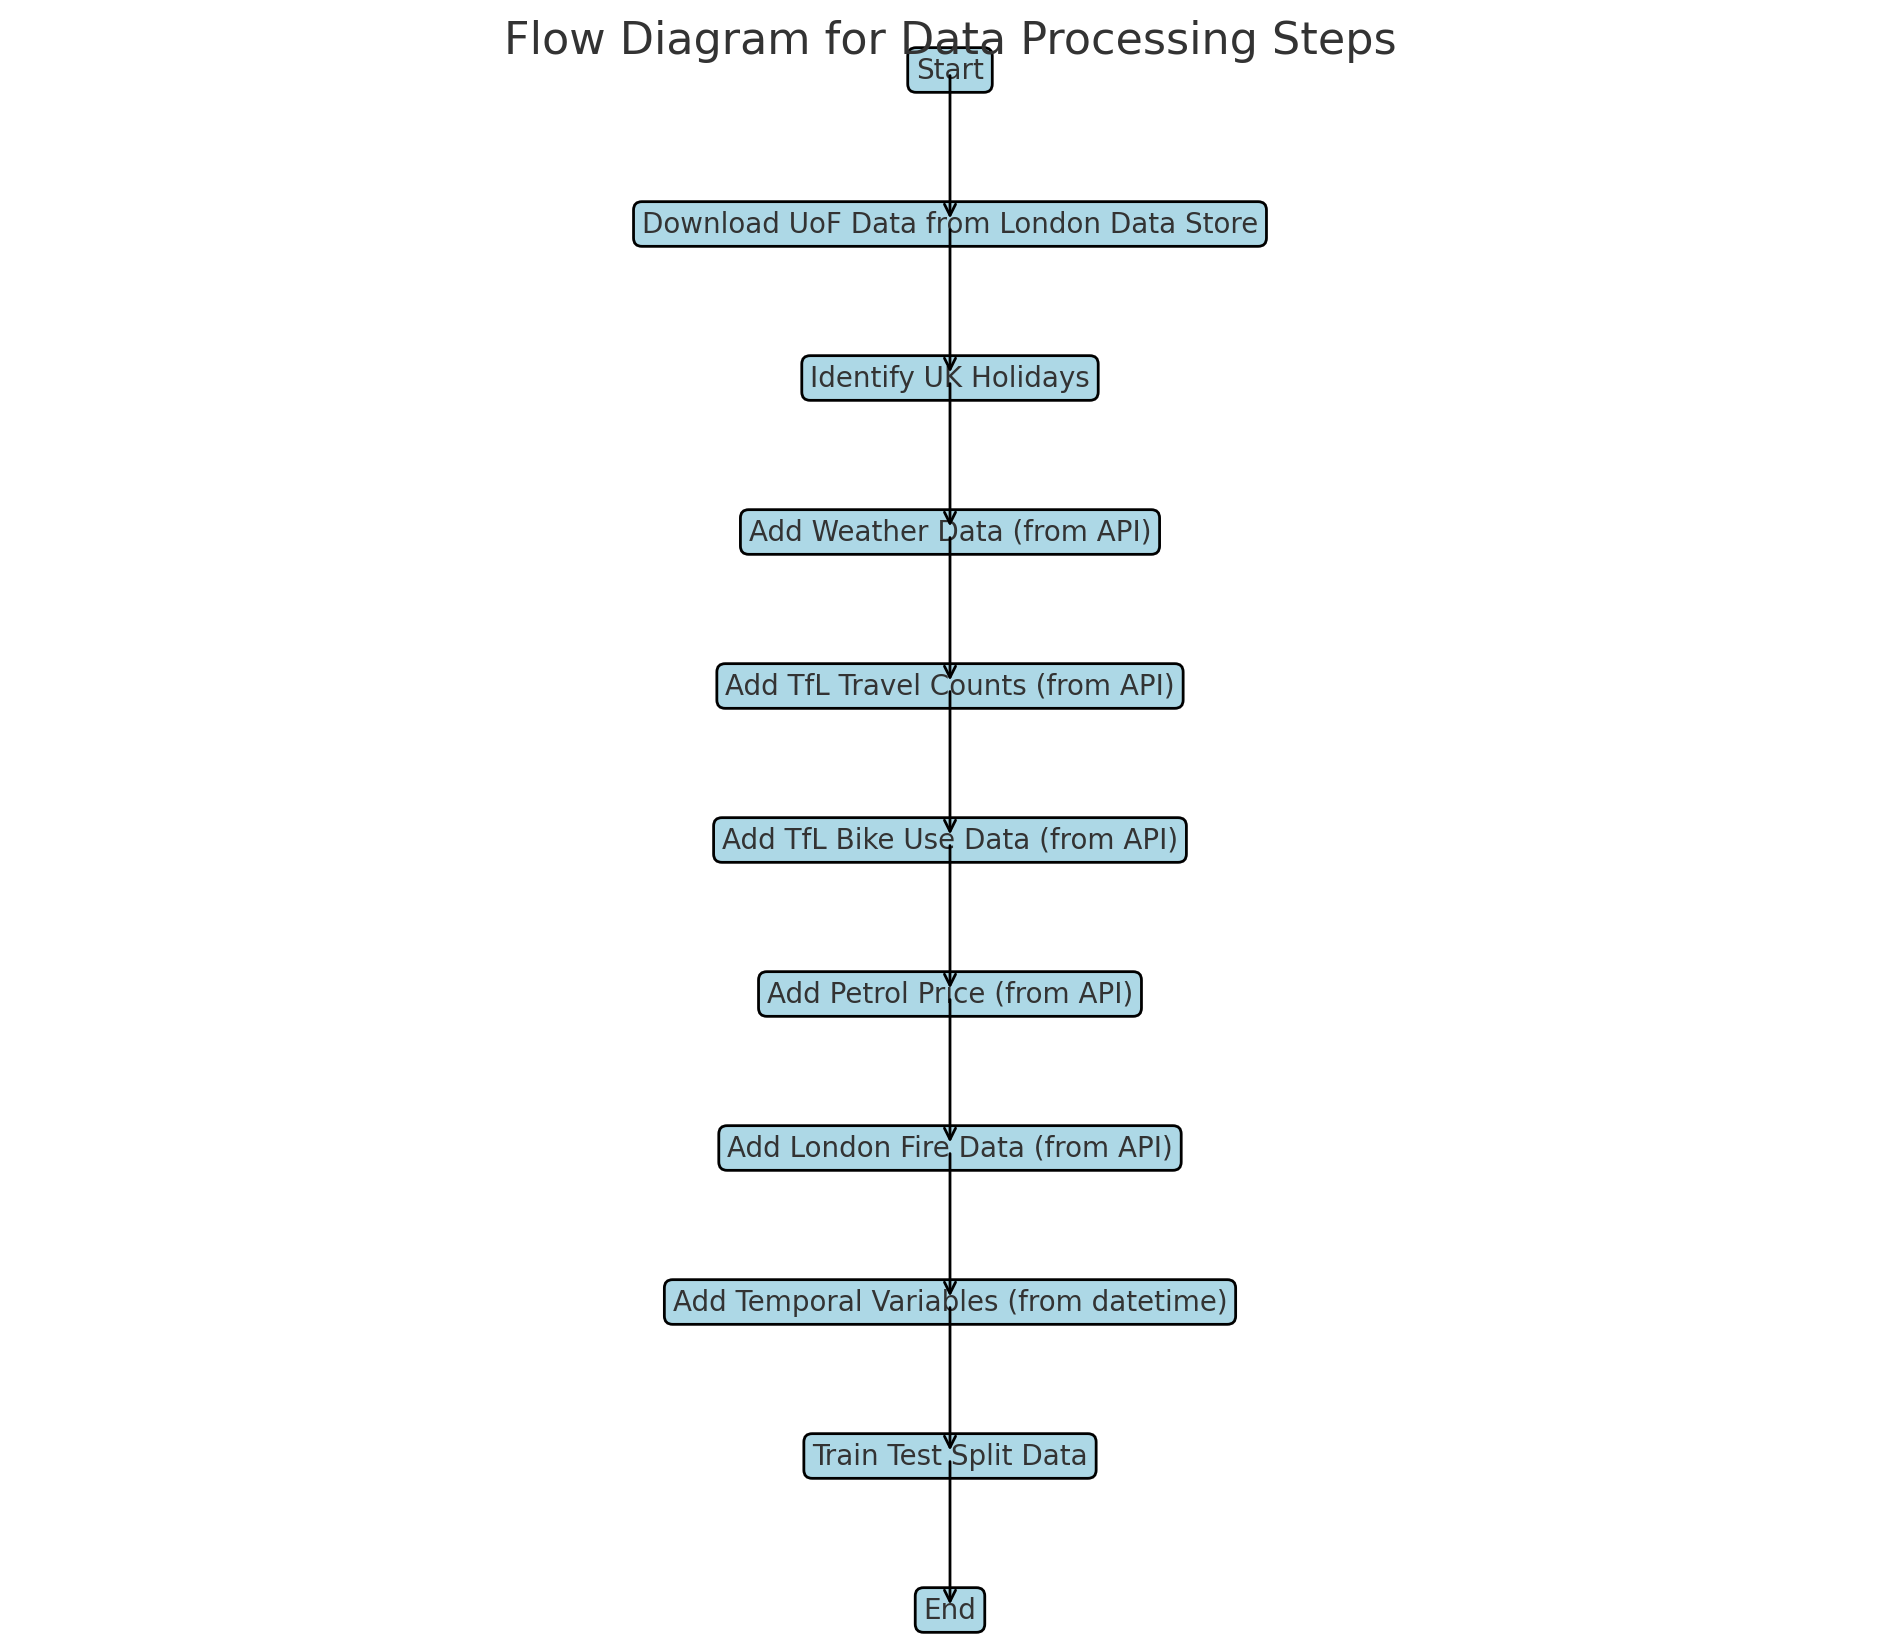 Flow Diagram for Data Processing Steps
Start
Download UoF Data from London Data Store
Identify UK Holidays
Add Weather Data (from API)
Add TfL Travel Counts (from API)
Add TfL Bike Use Data (from API)
Add Petrol Price (from API)
Add London Fire Data (from API)
Add Temporal Variables (from datetime)
Train Test Split Data
End